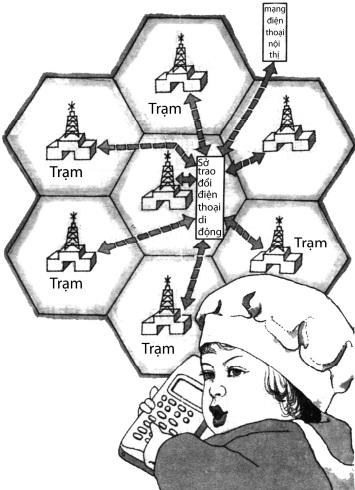 mạng
điện
thoại
nội
thị
Trạm
Trạm
Sở
trao
đổi
điện
thoại
di
động
Trạm
Trạm
Trạm